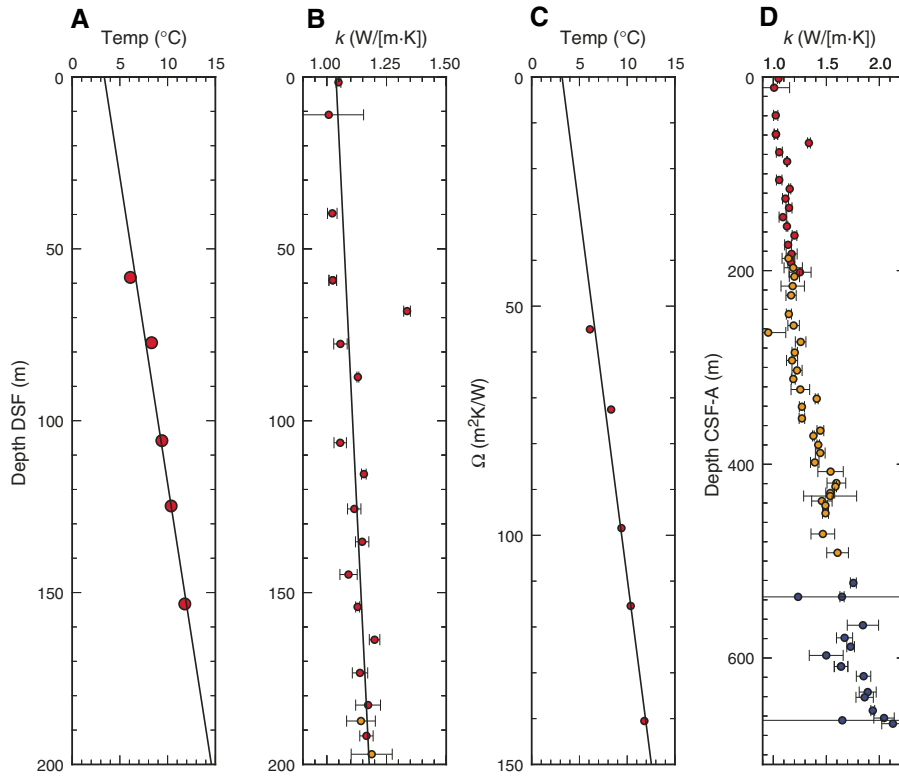 A B C D
Temp (°C) k (W/[m·K]) Temp (°C) k (W/[m·K])
0 5 10 15 1.00 1.25 1.50 0 5 10 15 1.0 1.5 2.0
0 0 0 0
50 50 50 200
100 100 100 400
150 150 150 600
200 200
Depth DSF (m)
Ω (m2K/W)
Depth CSF-A (m)